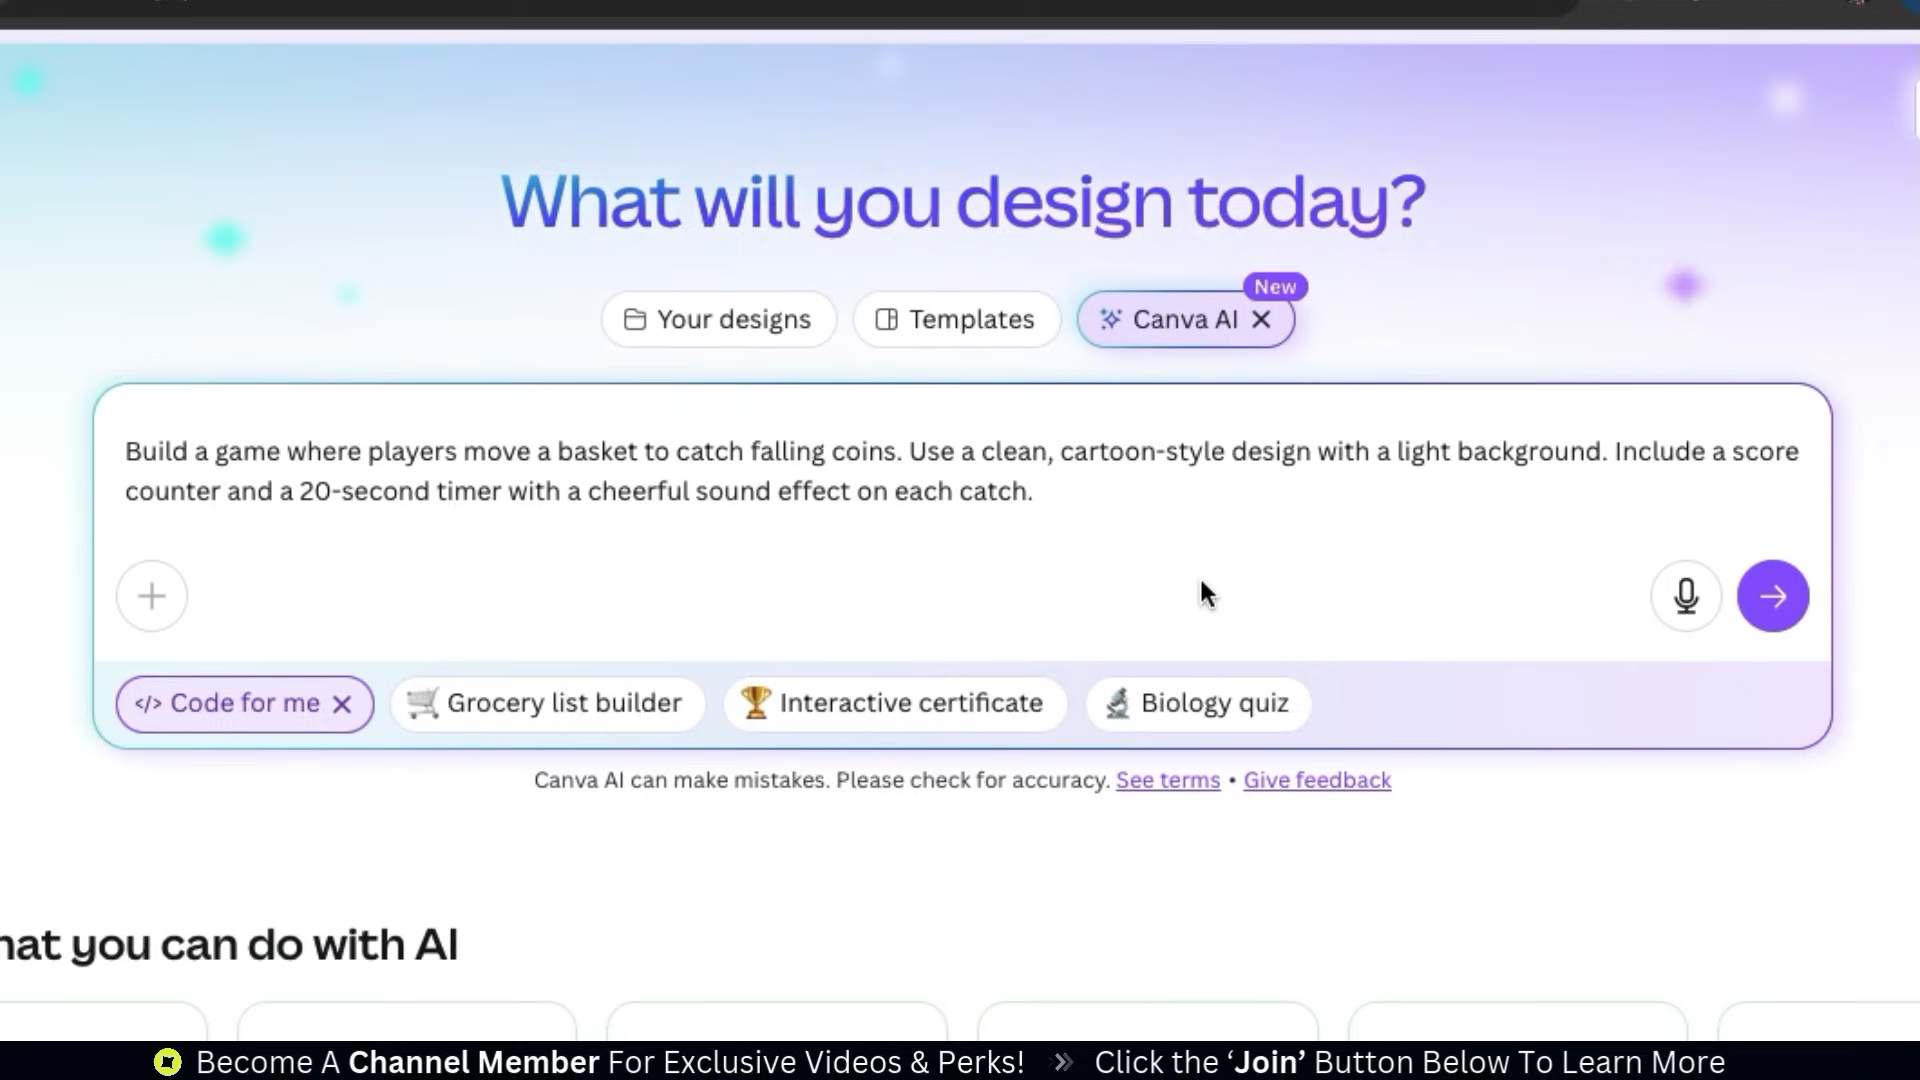 What will you design today?
New
Your designs
Templates
Canva AI
Build a game where players move a basket to catch falling coins. Use a clean, cartoon-style design with a light background. Include a score
counter and a 20-second timer with a cheerful sound effect on each catch.
</> Code for me
Grocery list builder
Interactive certificate
Biology quiz
Canva AI can make mistakes. Please check for accuracy. See terms • Give feedback
hat you can do with AI
Become A Channel Member For Exclusive Videos & Perks! » Click the ‘Join’ Button Below To Learn More